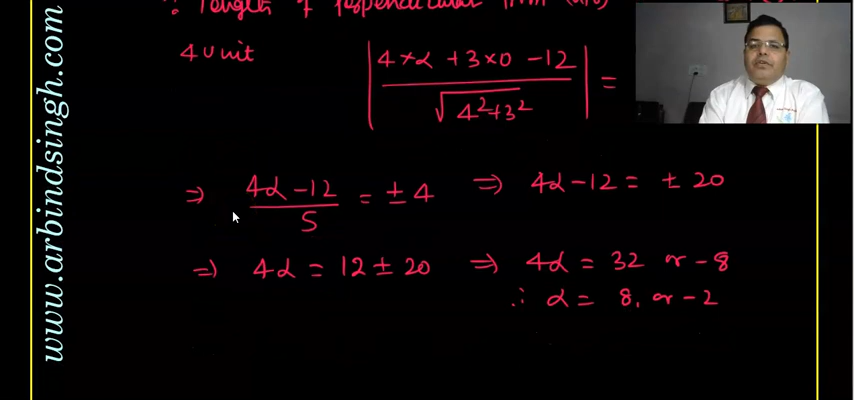 ∵ length of perpendicular from
4 unit
|4×α + 3×0 − 12 / √4²+3²| =
⇒ 4α − 12 / 5 = ± 4 ⇒ 4α − 12 = ± 20
⇒ 4α = 12 ± 20 ⇒ 4α = 32 or − 8
∴ α = 8, or − 2
www.arbindsingh.com